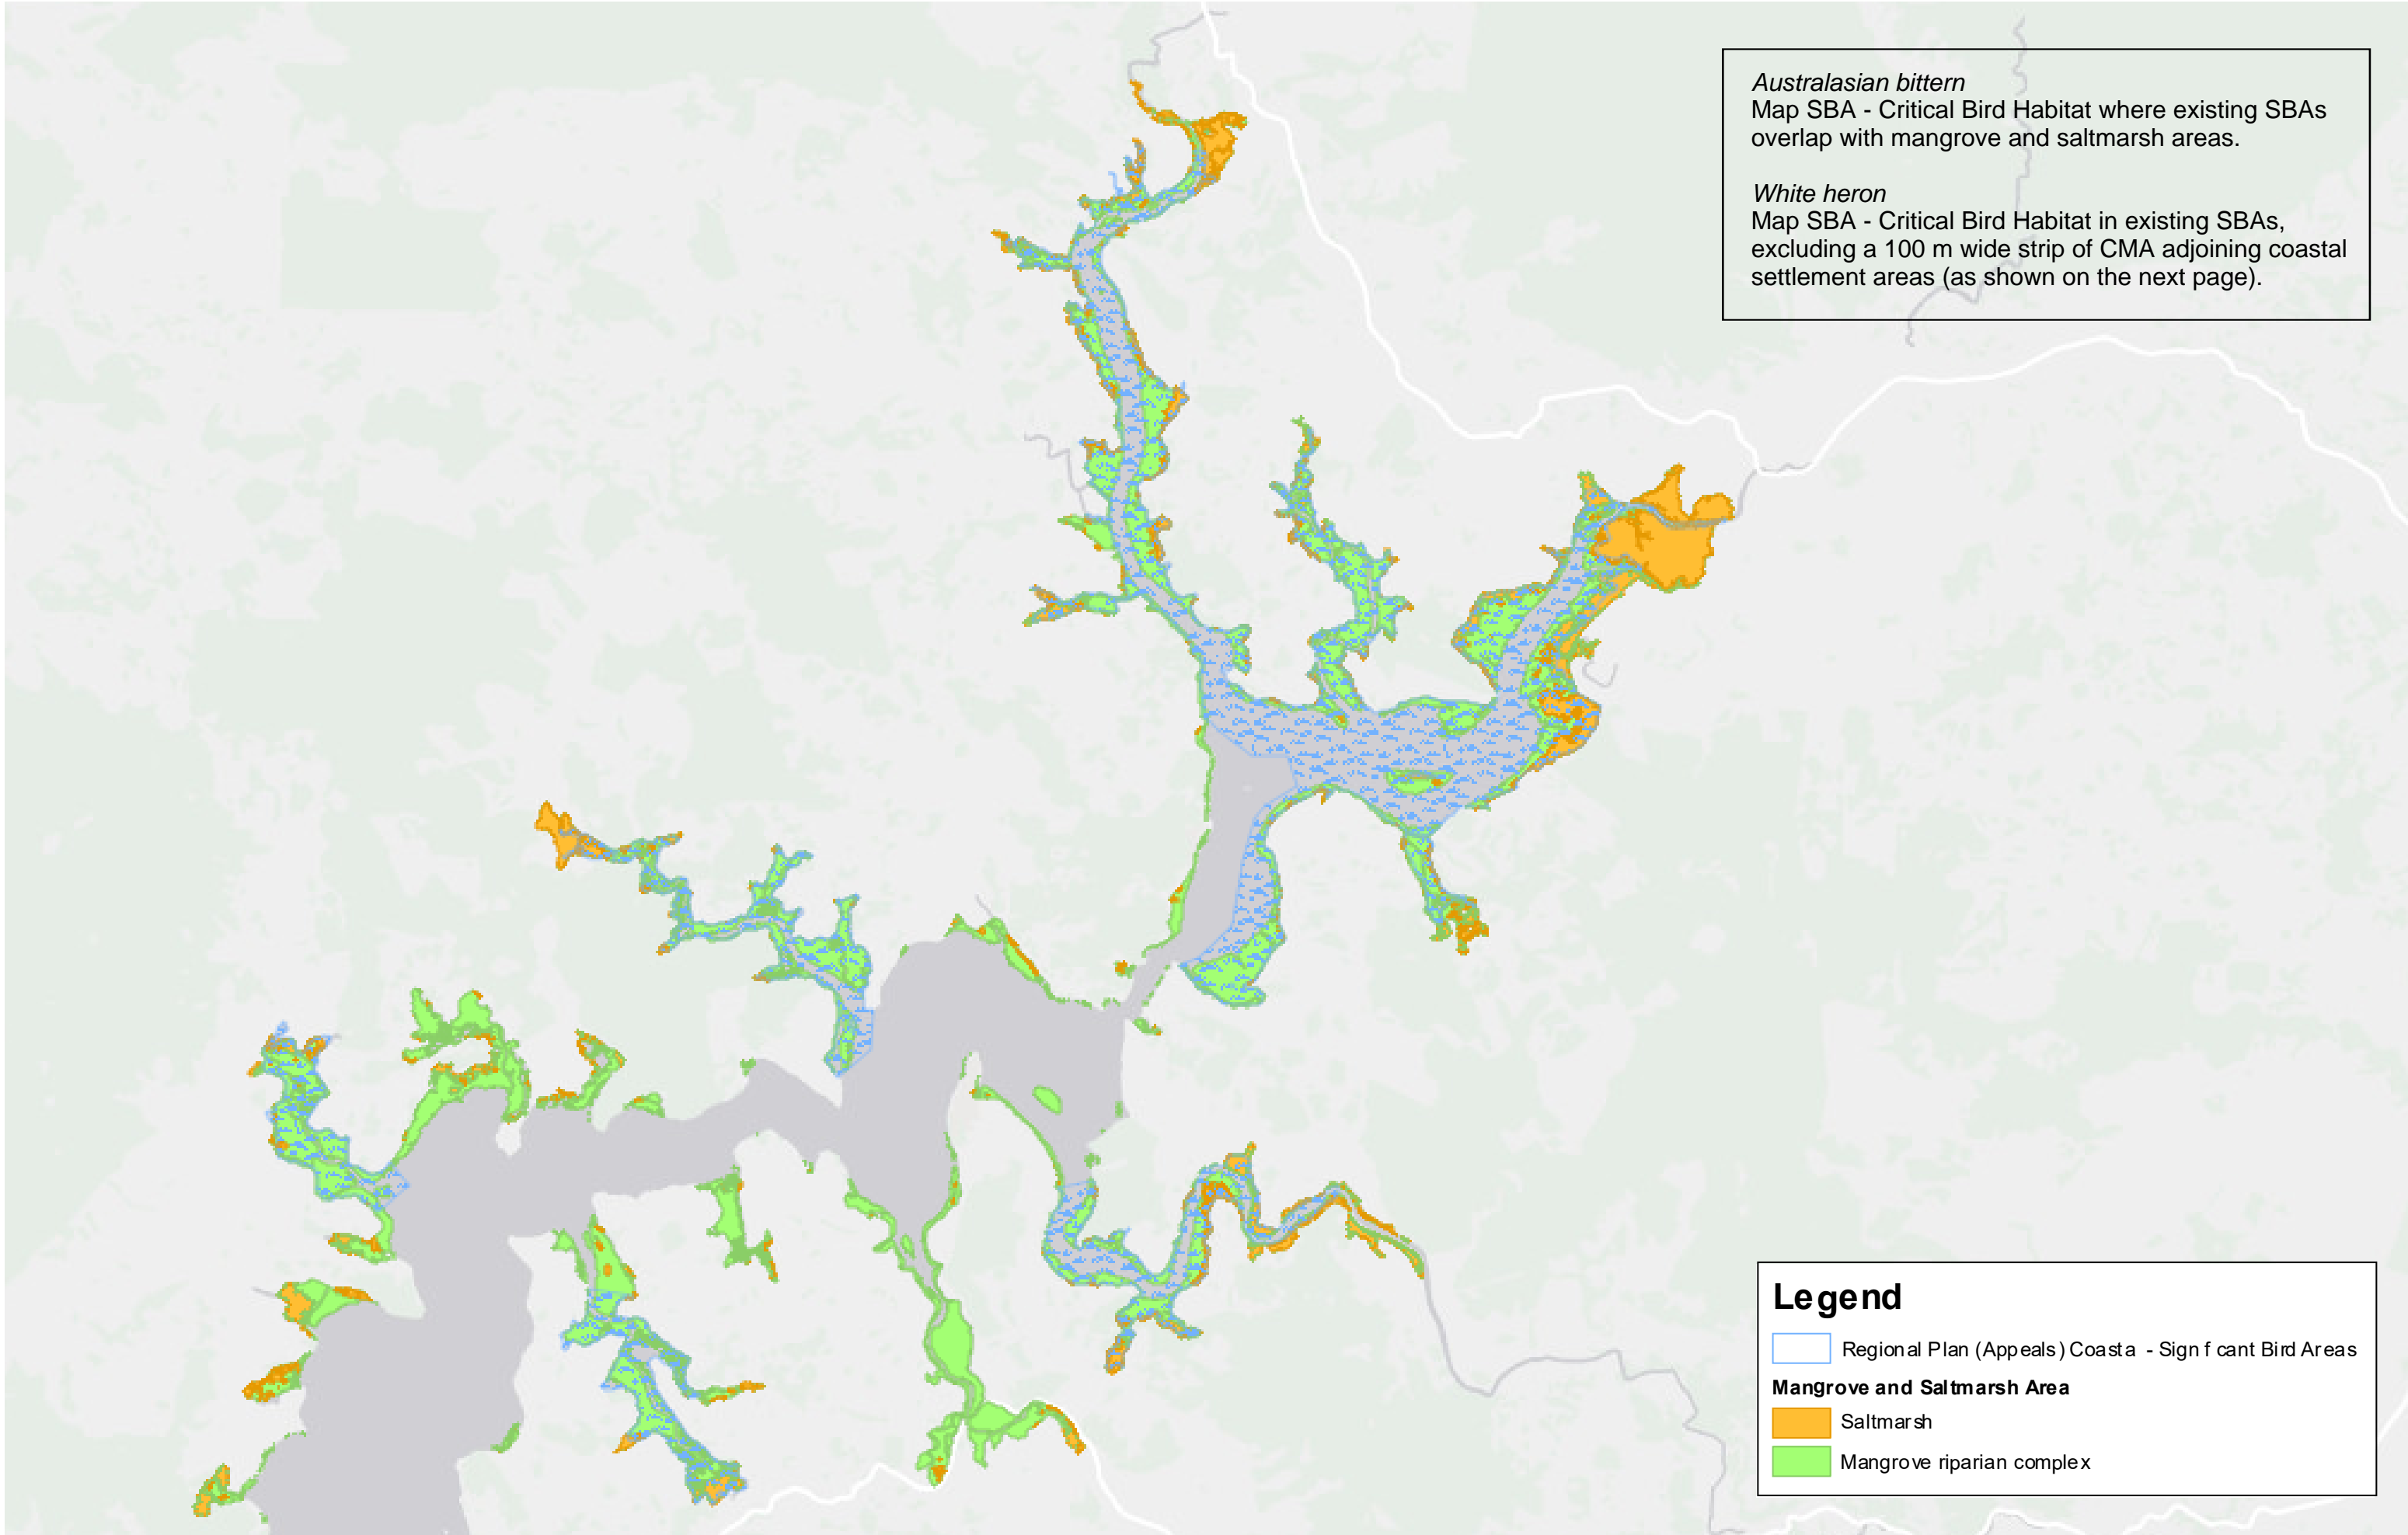 Australasian bittern
Map SBA - Critical Bird Habitat where existing SBAs
overlap with mangrove and saltmarsh areas.
White heron
Map SBA - Critical Bird Habitat in existing SBAs,
excluding a 100 m wide strip of CMA adjoining coastal
settlement areas (as shown on the next page).
Legend
Regional Plan (Appeals) Coasta - Sign f cant Bird Areas
Mangrove and Saltmarsh Area
Saltmarsh
Mangrove riparian complex